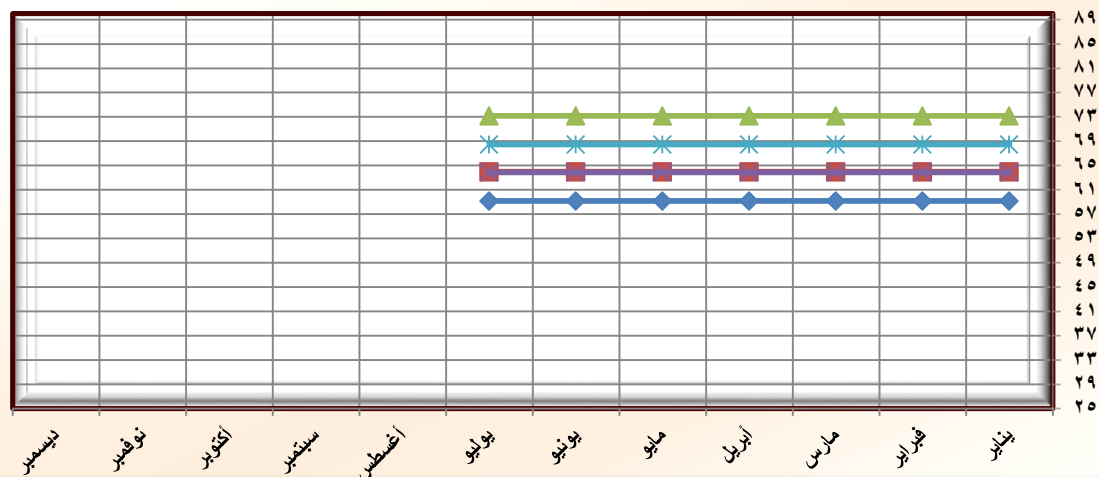 ٨٩
٨٥
٨١
٧٧
٧٣
٦٩
٦٥
٦١
٥٧
٥٣
٤٩
٤٥
٤١
٣٧
٣٣
٢٩
٢٥
يناير
فبراير
مارس
أبريل
مايو
يونيو
يوليو
أغسطس
سبتمبر
أكتوبر
نوفمبر
ديسمبر